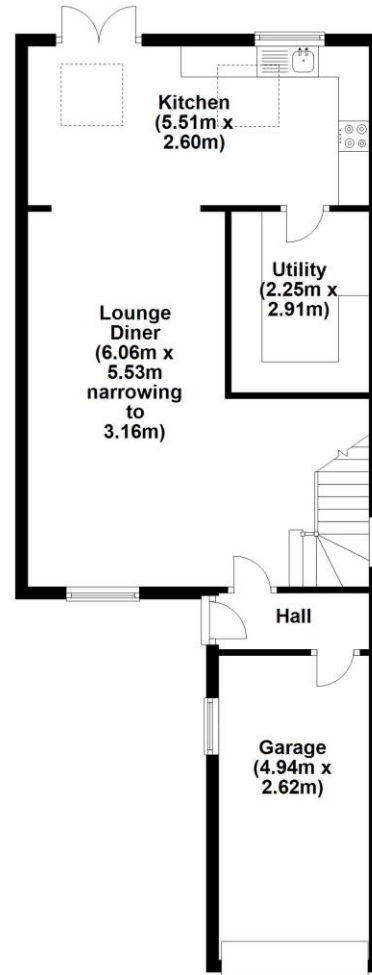 Kitchen
(5.51m x
2.60m)
Utility
(2.25m x
2.91m)
Lounge
Diner
(6.06m x
5.53m
narrowing
to
3.16m)
Hall
Garage
(4.94m x
2.62m)